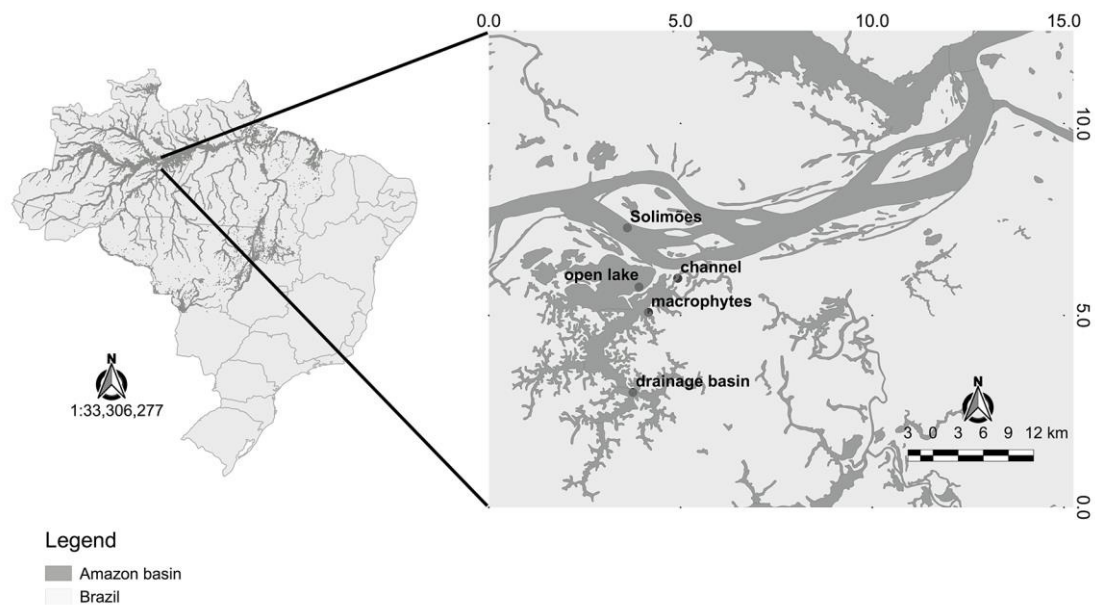 0.0 5.0 10.0 15.0
10.0
Solimões
channel
open lake
macrophytes
5.0
drainage basin
N
N
1:33,306,277
3 0 3 6 9 12 km
0.0
Legend
Amazon basin
Brazil